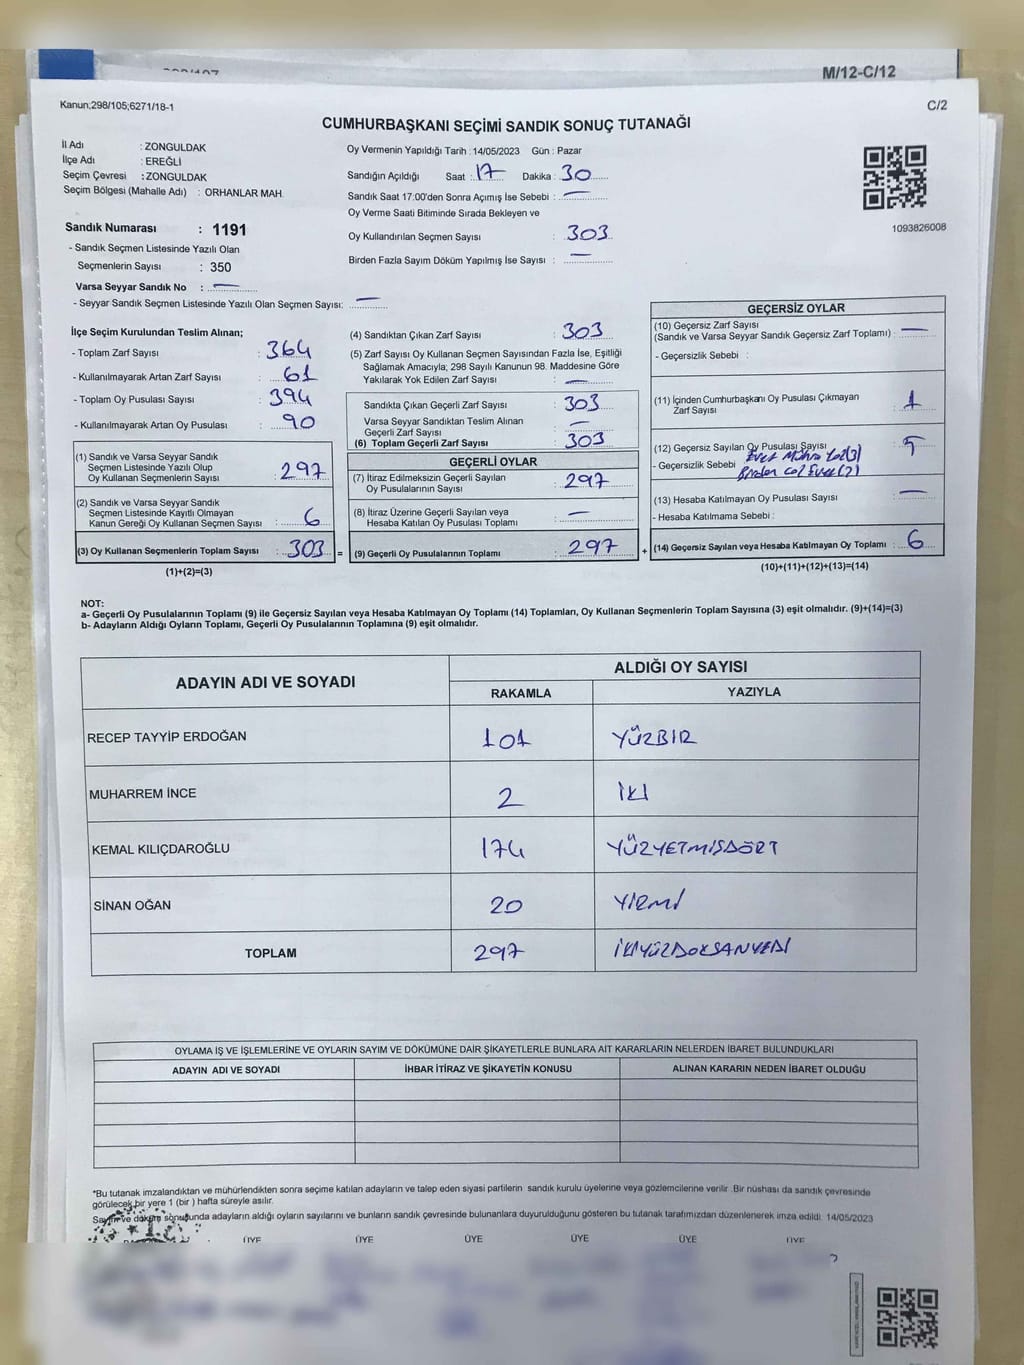 M/12-C/12
Kanun;298/105;6271/18-1
C/2
CUMHURBAŞKANI SEÇİMİ SANDIK SONUÇ TUTANAĞI
İl Adı : ZONGULDAK
İlçe Adı : EREĞLİ
Seçim Çevresi : ZONGULDAK
Seçim Bölgesi (Mahalle Adı) : ORHANLAR MAH.
Sandık Numarası : 1191
- Sandık Seçmen Listesinde Yazılı Olan
Seçmenlerin Sayısı : 350
Varsa Seyyar Sandık No : —
- Seyyar Sandık Seçmen Listesinde Yazılı Olan Seçmen Sayısı: —
Oy Vermenin Yapıldığı Tarih : 14/05/2023 Gün : Pazar
Sandığın Açıldığı Saat : 17 Dakika : 30
Sandık Saat 17:00'den Sonra Açımış İse Sebebi : —
Oy Verme Saati Bitiminde Sırada Bekleyen ve
Oy Kullandırılan Seçmen Sayısı : 303
Birden Fazla Sayım Döküm Yapılmış İse Sayısı : —
1093826008
İlçe Seçim Kurulundan Teslim Alınan;
- Toplam Zarf Sayısı : 364
- Kullanılmayarak Artan Zarf Sayısı : 61
- Toplam Oy Pusulası Sayısı : 394
- Kullanılmayarak Artan Oy Pusulası : 90
(1) Sandık ve Varsa Seyyar Sandık
Seçmen Listesinde Yazılı Olup
Oy Kullanan Seçmenlerin Sayısı : 297
(2) Sandık ve Varsa Seyyar Sandık
Seçmen Listesinde Kayıtlı Olmayan
Kanun Gereği Oy Kullanan Seçmen Sayısı : 6
(3) Oy Kullanan Seçmenlerin Toplam Sayısı : 303 =
(1)+(2)=(3)
(4) Sandıktan Çıkan Zarf Sayısı : 303
(5) Zarf Sayısı Oy Kullanan Seçmen Sayısından Fazla İse, Eşitliği
Sağlamak Amacıyla; 298 Sayılı Kanunun 98. Maddesine Göre
Yakılarak Yok Edilen Zarf Sayısı : —
Sandıkta Çıkan Geçerli Zarf Sayısı : 303
Varsa Seyyar Sandıktan Teslim Alınan
Geçerli Zarf Sayısı : —
(6) Toplam Geçerli Zarf Sayısı : 303
GEÇERLİ OYLAR
(7) İtiraz Edilmeksizin Geçerli Sayılan
Oy Pusulalarının Sayısı : 297
(8) İtiraz Üzerine Geçerli Sayılan veya
Hesaba Katılan Oy Pusulası Toplamı : —
(9) Geçerli Oy Pusulalarının Toplamı : 297 +
GEÇERSİZ OYLAR
(10) Geçersiz Zarf Sayısı
(Sandık ve Varsa Seyyar Sandık Geçersiz Zarf Toplamı) : —
- Geçersizlik Sebebi :
(11) İçinden Cumhurbaşkanı Oy Pusulası Çıkmayan
Zarf Sayısı : 1
(12) Geçersiz Sayılan Oy Pusulası Sayısı : 5
- Geçersizlik Sebebi Evet Mührü (3)
Birden Evet (2)
(13) Hesaba Katılmayan Oy Pusulası Sayısı : —
- Hesaba Katılmama Sebebi :
(14) Geçersiz Sayılan veya Hesaba Katılmayan Oy Toplamı : 6
(10)+(11)+(12)+(13)=(14)
NOT:
a- Geçerli Oy Pusulalarının Toplamı (9) ile Geçersiz Sayılan veya Hesaba Katılmayan Oy Toplamı (14) Toplamları, Oy Kullanan Seçmenlerin Toplam Sayısına (3) eşit olmalıdır. (9)+(14)=(3)
b- Adayların Aldığı Oyların Toplamı, Geçerli Oy Pusulalarının Toplamına (9) eşit olmalıdır.
ADAYIN ADI VE SOYADI ALDIĞI OY SAYISI
RAKAMLA YAZIYLA
RECEP TAYYİP ERDOĞAN 101 YÜZBİR
MUHARREM İNCE 2 İKİ
KEMAL KILIÇDAROĞLU 174 YÜZYETMİŞDÖRT
SİNAN OĞAN 20 YİRMİ
TOPLAM 297 İKİYÜZDOKSANYEDİ
OYLAMA İŞ VE İŞLEMLERİNE VE OYLARIN SAYIM VE DÖKÜMÜNE DAİR ŞİKAYETLERLE BUNLARA AİT KARARLARIN NELERDEN İBARET BULUNDUKLARI
ADAYIN ADI VE SOYADI İHBAR İTİRAZ VE ŞİKAYETİN KONUSU ALINAN KARARIN NEDEN İBARET OLDUĞU
*Bu tutanak imzalandıktan ve mühürlendikten sonra seçime katılan adayların ve talep eden siyasi partilerin sandık kurulu üyelerine veya gözlemcilerine verilir .Bir nüshası da sandık çevresinde
görülecek bir yere 1 (bir ) hafta süreyle asılır.
Sayım ve döküm sonuğunda adayların aldığı oyların sayılarını ve bunların sandık çevresinde bulunanlara duyurulduğunu gösteren bu tutanak tarafımızdan düzenlenerek imza edildi. 14/05/2023
ÜYE ÜYE ÜYE ÜYE ÜYE ÜYE